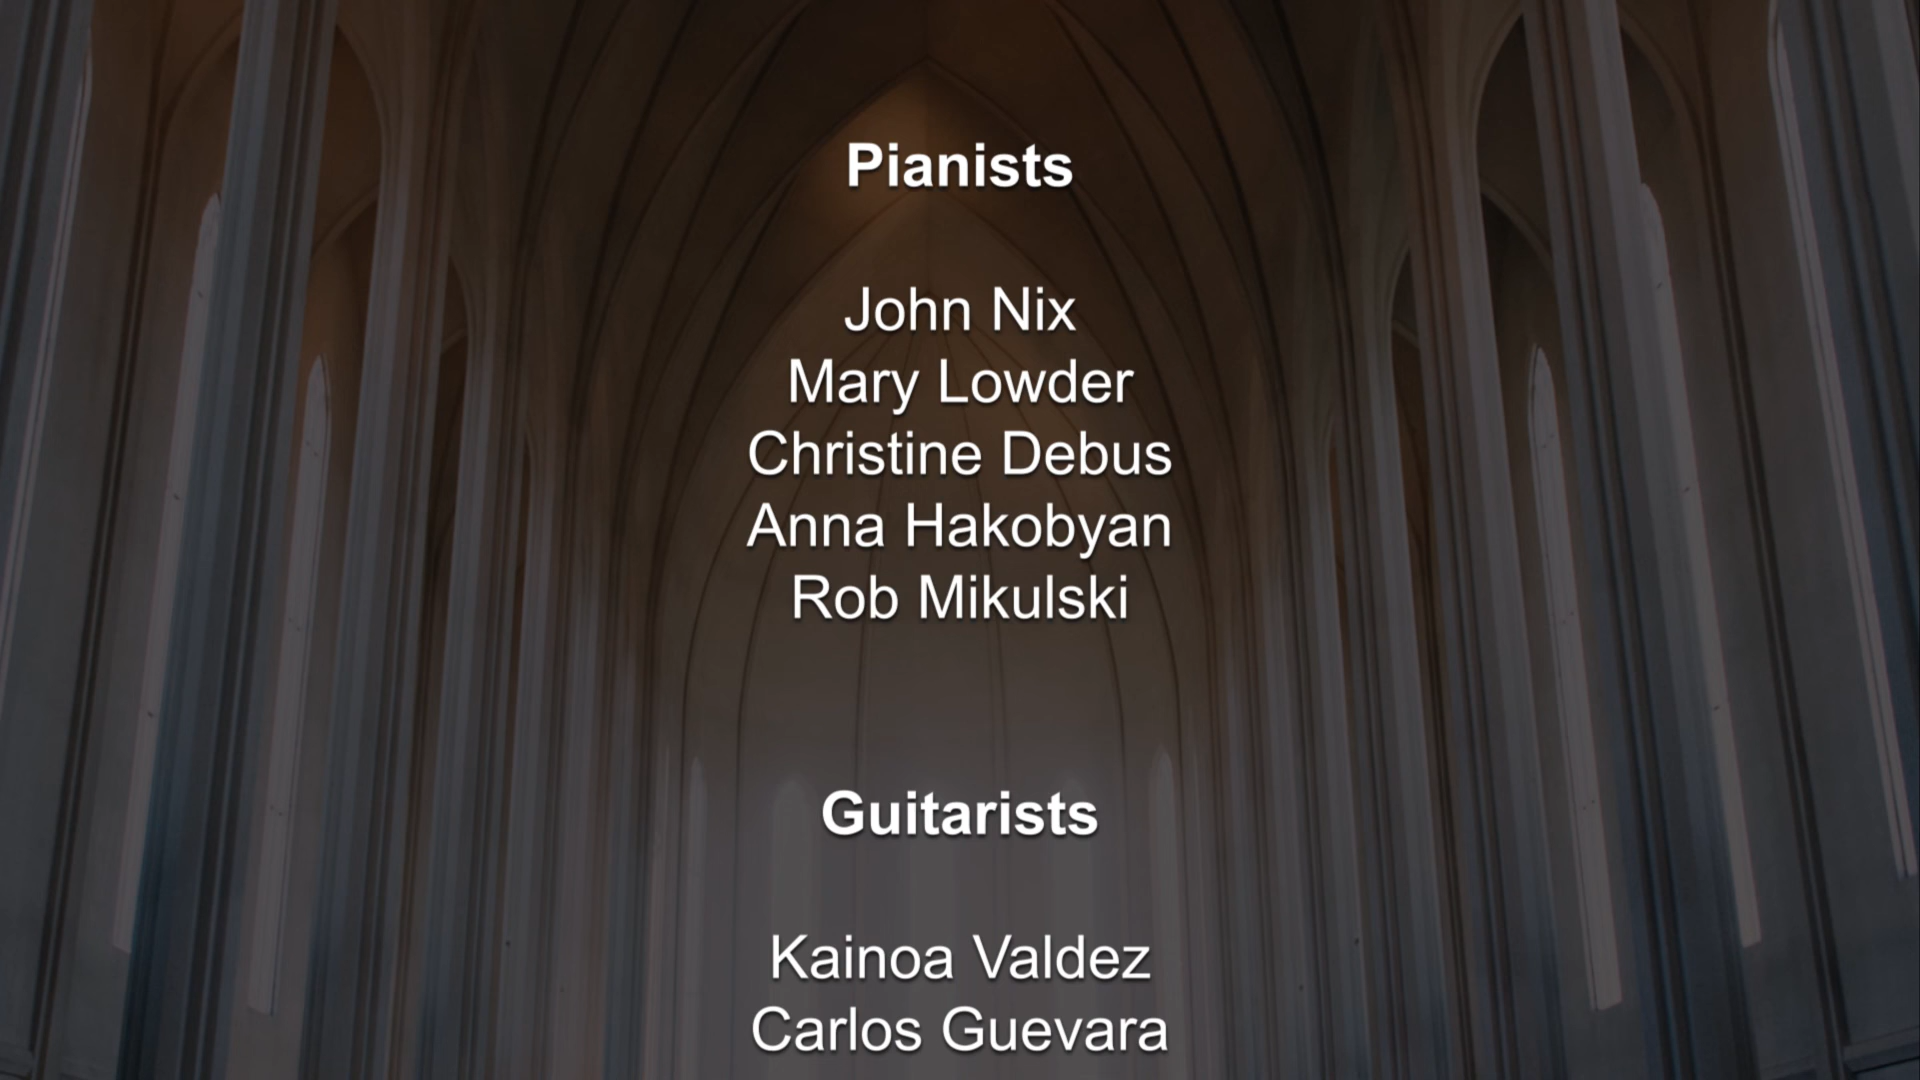 Pianists
John Nix
Mary Lowder
Christine Debus
Anna Hakobyan
Rob Mikulski
Guitarists
Kainoa Valdez
Carlos Guevara